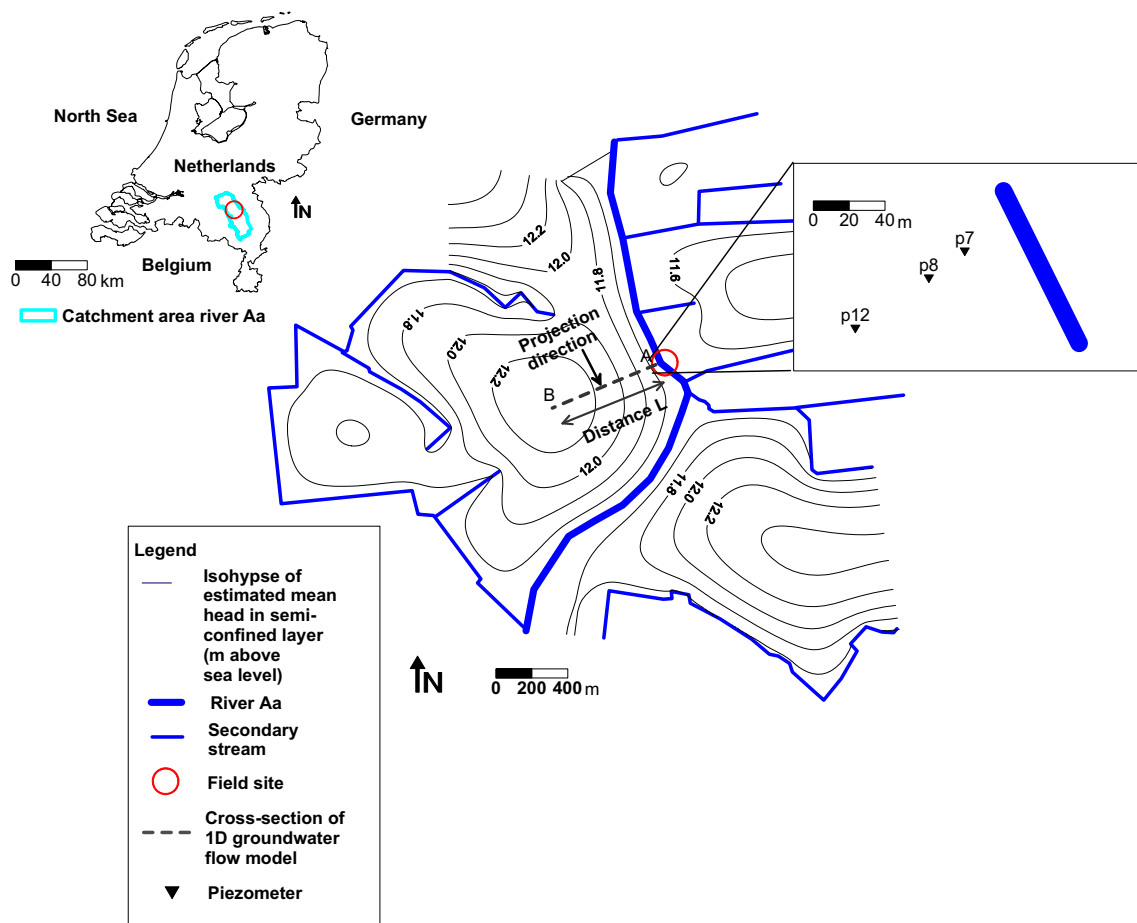 North Sea
Germany
Netherlands
N
Belgium
0 40 80 km
Catchment area river Aa
12.2
12.0
11.8
11.6
11.8
12.0
12.2
Projection
direction
A
B
Distance L
12.0
11.8
12.0
12.2
0 20 40 m
p7
p8
p12
N
0 200 400 m
Legend
Isohypse of
estimated mean
head in semi-
confined layer
(m above
sea level)
River Aa
Secondary
stream
Field site
Cross-section of
1D groundwater
flow model
Piezometer